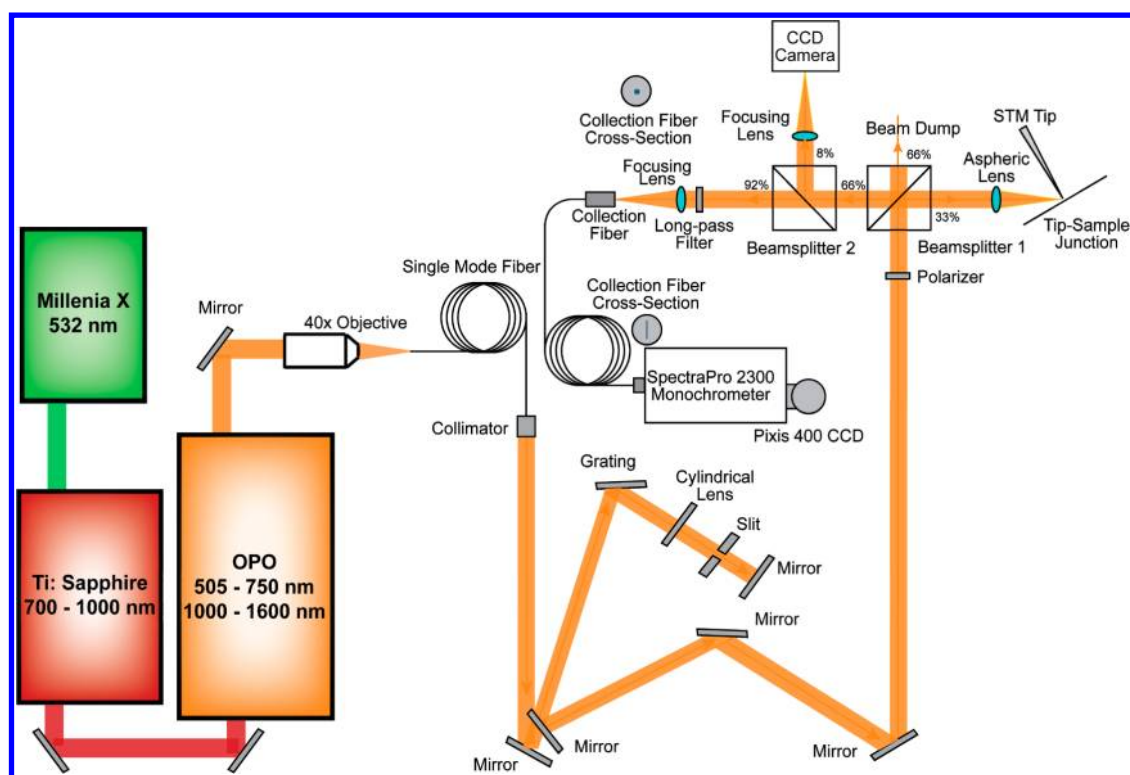 CCD
Camera
Collection Fiber
Cross-Section
Focusing
Lens
Beam Dump
STM Tip
8%
66%
Aspheric
Lens
Focusing
Lens
92%
66%
33%
Collection
Fiber
Long-pass
Filter
Beamsplitter 2
Beamsplitter 1
Tip-Sample
Junction
Polarizer
Single Mode Fiber
Collection Fiber
Cross-Section
Millenia X
532 nm
Mirror
40x Objective
SpectraPro 2300
Monochrometer
Pixis 400 CCD
Collimator
Grating
Cylindrical
Lens
Slit
Mirror
Ti: Sapphire
700 - 1000 nm
OPO
505 - 750 nm
1000 - 1600 nm
Mirror
Mirror
Mirror
Mirror